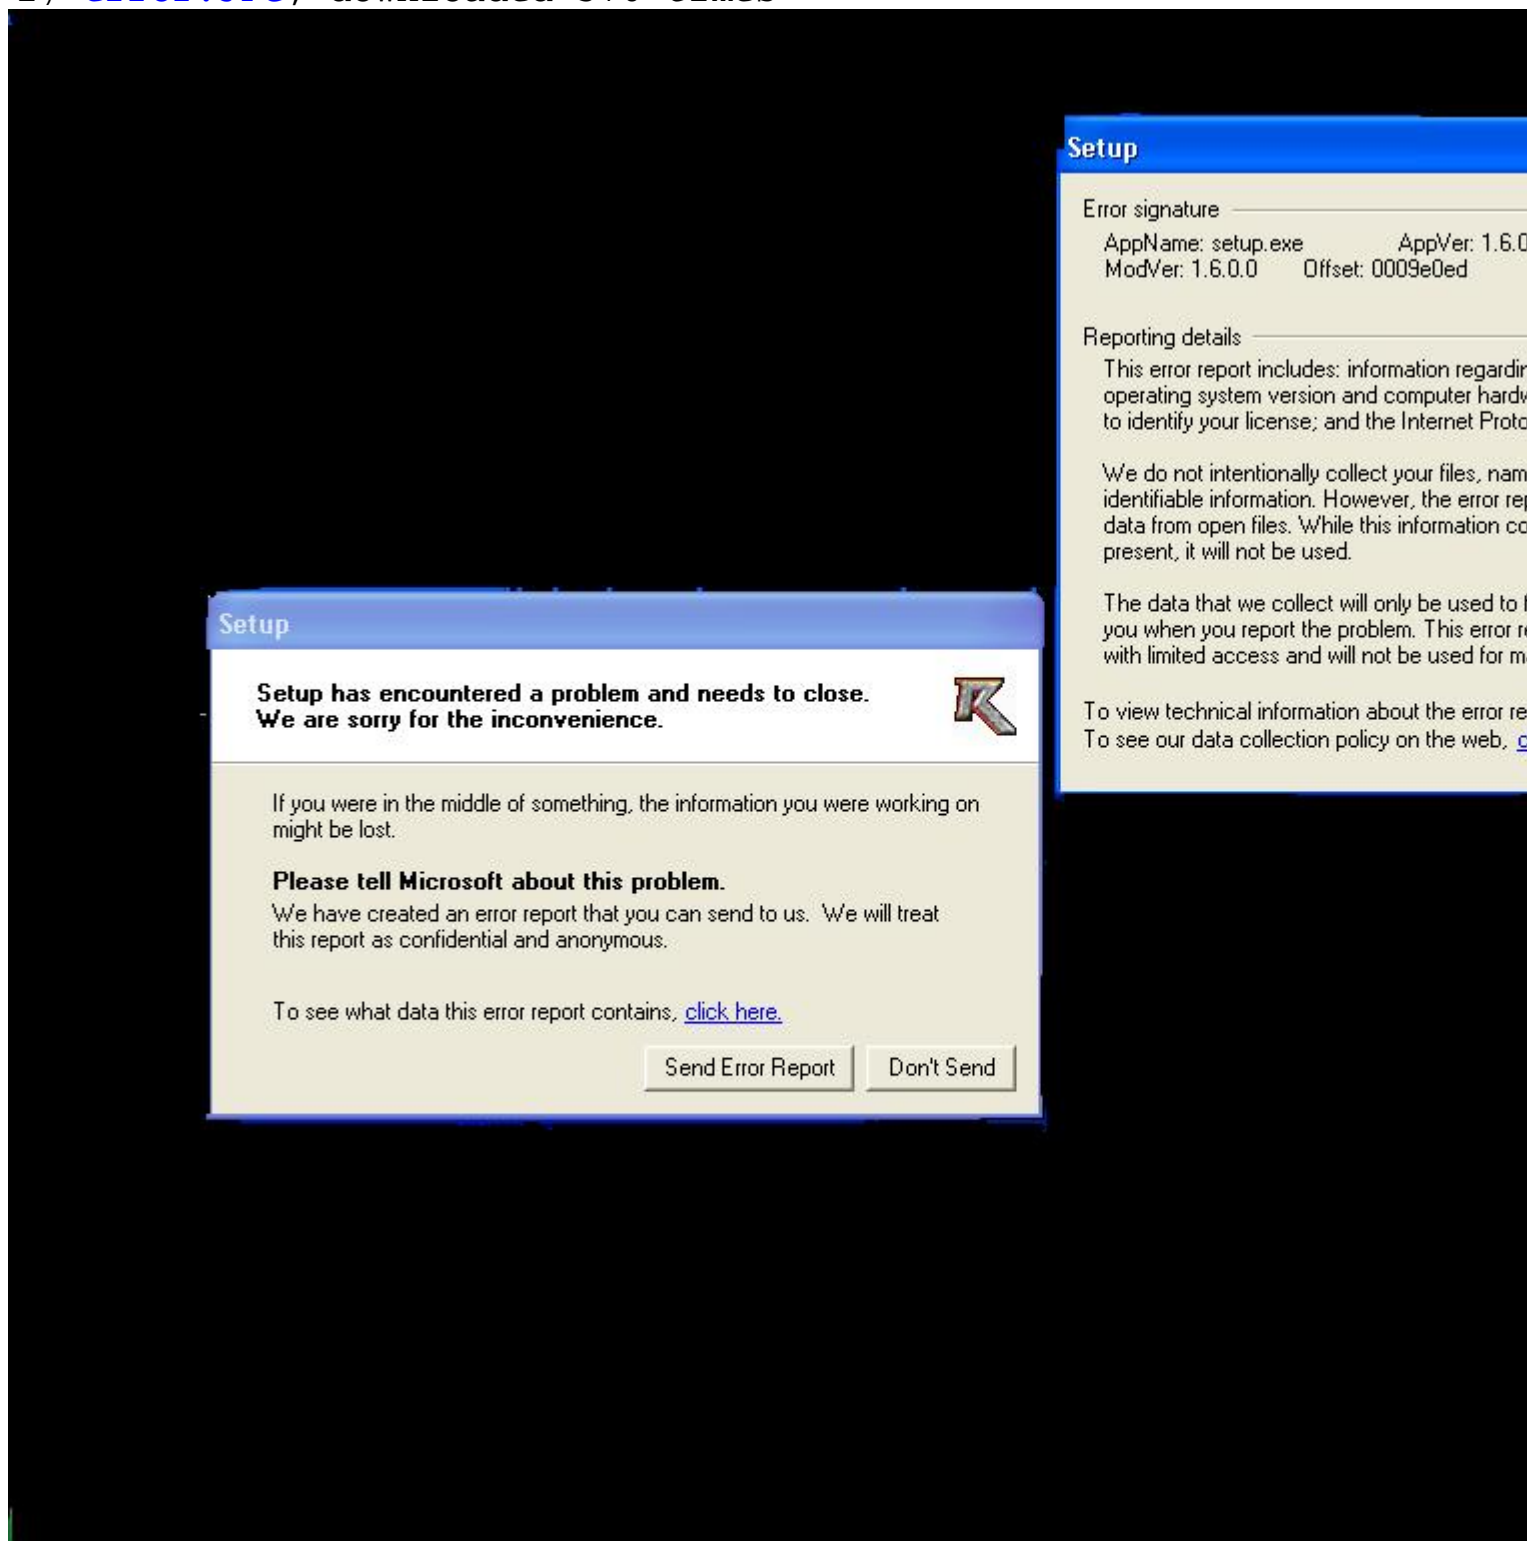 Setup
Error signature
AppName: setup.exe AppVer: 1.6.0
ModVer: 1.6.0.0 Offset: 0009e0ed
Reporting details
This error report includes: information
operating system version and computer
to identify your license; and the Internet
We do not intentionally collect your files,
identifiable information. However, the error
data from open files. While this information
present, it will not be used.
The data that we collect will only be used to
you when you report the problem. This error
with limited access and will not be used for
To view technical information about the error
To see our data collection policy on the web,
Setup
Setup has encountered a problem and needs to close.
We are sorry for the inconvenience.
If you were in the middle of something, the information you were working on
might be lost.
Please tell Microsoft about this problem.
We have created an error report that you can send to us. We will treat
this report as confidential and anonymous.
To see what data this error report contains, click here.
Send Error Report Don't Send